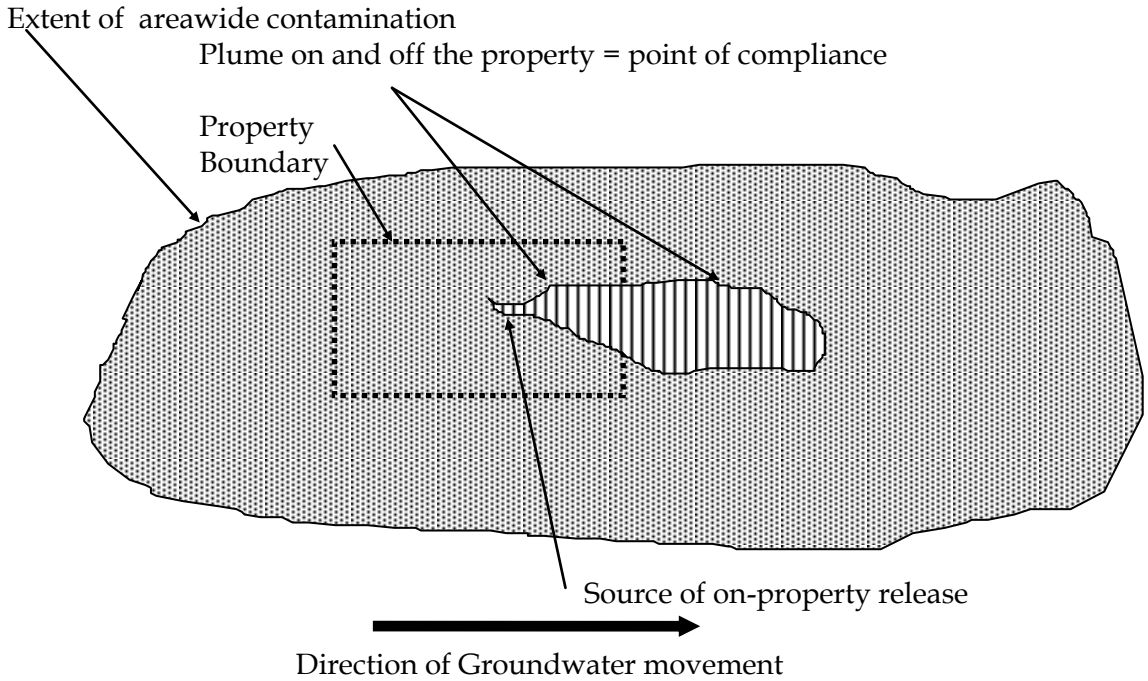 Extent of  areawide contamination
Plume on and off the property = point of compliance
Property
Boundary
Source of on-property release
Direction of Groundwater movement